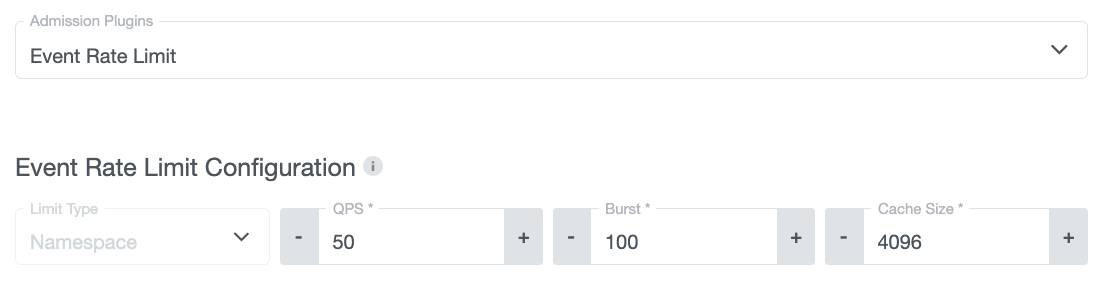 Admission Plugins
Event Rate Limit
Event Rate Limit Configuration i
Limit Type
Namespace
QPS *
- 50 +
Burst *
- 100 +
Cache Size *
- 4096 +